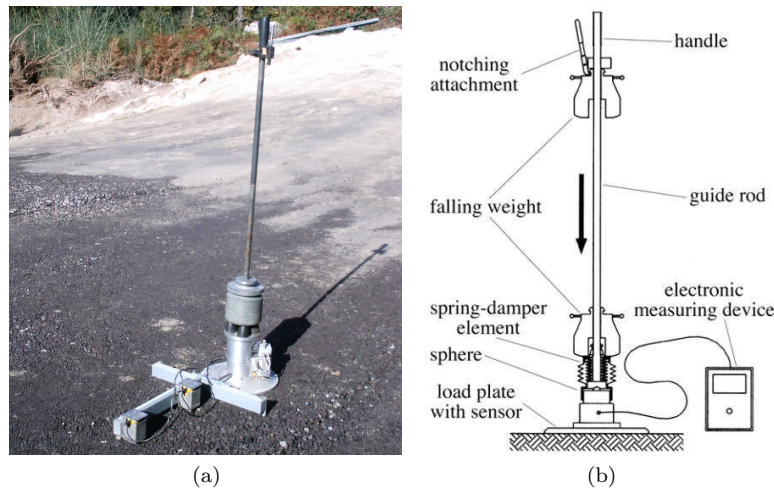 handle
notching
attachment
falling weight
guide rod
electronic
measuring device
spring-damper
element
sphere
load plate
with sensor
(a)
(b)